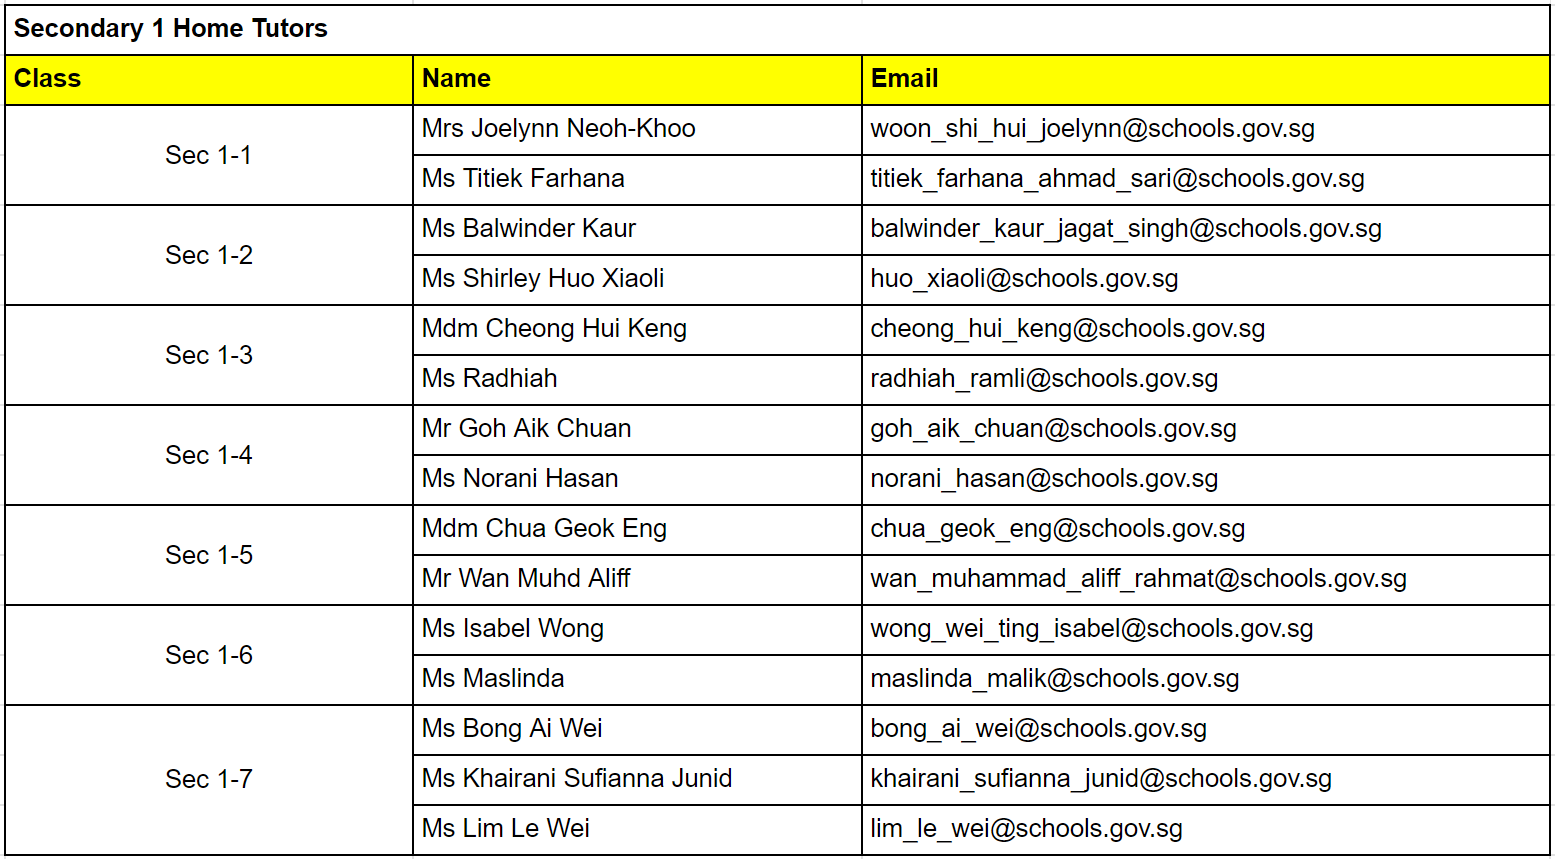 Secondary 1 Home Tutors
Class Name Email
Sec 1-1
Mrs Joelynn Neoh-Khoo woon_shi_hui_joelynn@schools.gov.sg
Ms Titiek Farhana titiek_farhana_ahmad_sari@schools.gov.sg
Sec 1-2
Ms Balwinder Kaur balwinder_kaur_jagat_singh@schools.gov.sg
Ms Shirley Huo Xiaoli huo_xiaoli@schools.gov.sg
Sec 1-3
Mdm Cheong Hui Keng cheong_hui_keng@schools.gov.sg
Ms Radhiah radhiah_ramli@schools.gov.sg
Sec 1-4
Mr Goh Aik Chuan goh_aik_chuan@schools.gov.sg
Ms Norani Hasan norani_hasan@schools.gov.sg
Sec 1-5
Mdm Chua Geok Eng chua_geok_eng@schools.gov.sg
Mr Wan Muhd Aliff wan_muhammad_aliff_rahmat@schools.gov.sg
Sec 1-6
Ms Isabel Wong wong_wei_ting_isabel@schools.gov.sg
Ms Maslinda maslinda_malik@schools.gov.sg
Sec 1-7
Ms Bong Ai Wei bong_ai_wei@schools.gov.sg
Ms Khairani Sufianna Junid khairani_sufianna_junid@schools.gov.sg
Ms Lim Le Wei lim_le_wei@schools.gov.sg